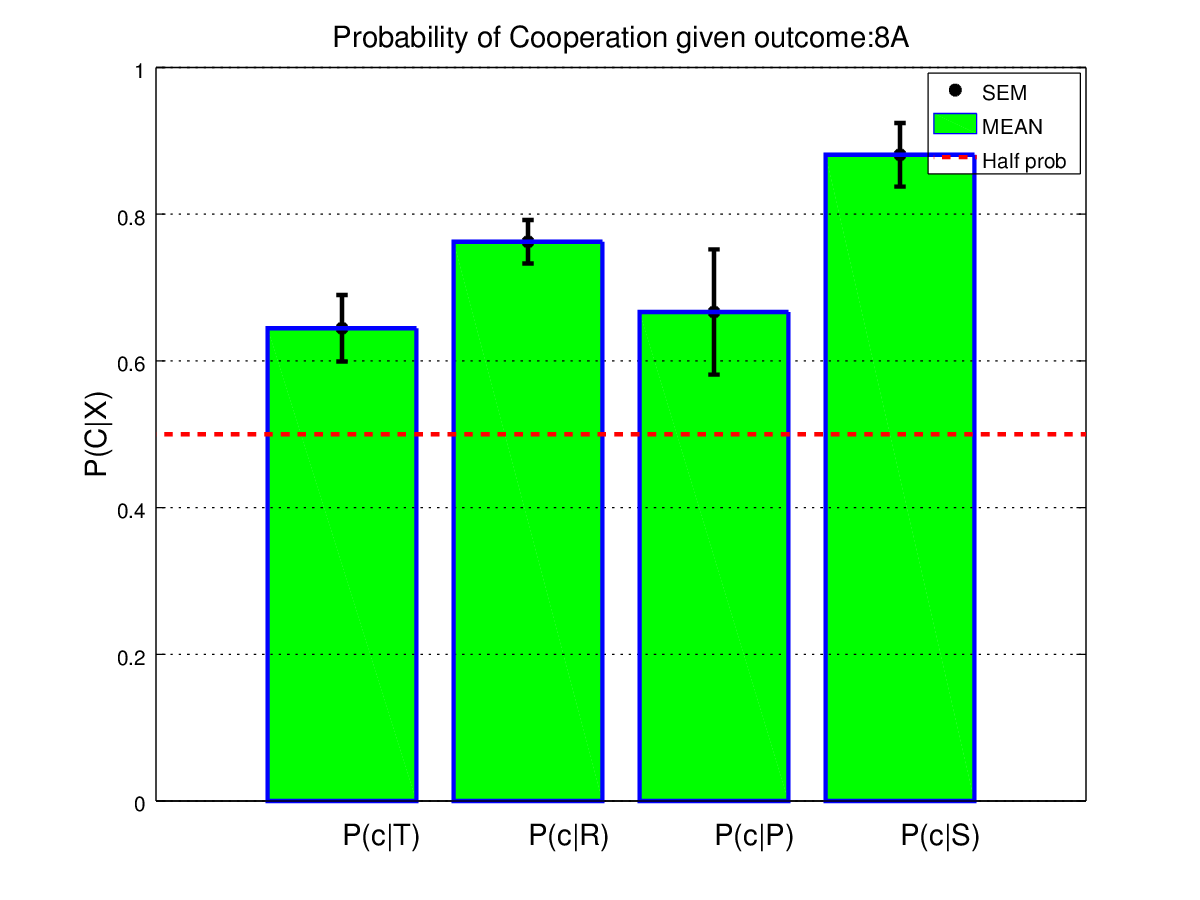 Probability of Cooperation given outcome:8A
SEM
MEAN
Half prob
1
0.8
0.6
0.4
0.2
0
P(C|X)
P(c|T) P(c|R) P(c|P) P(c|S)